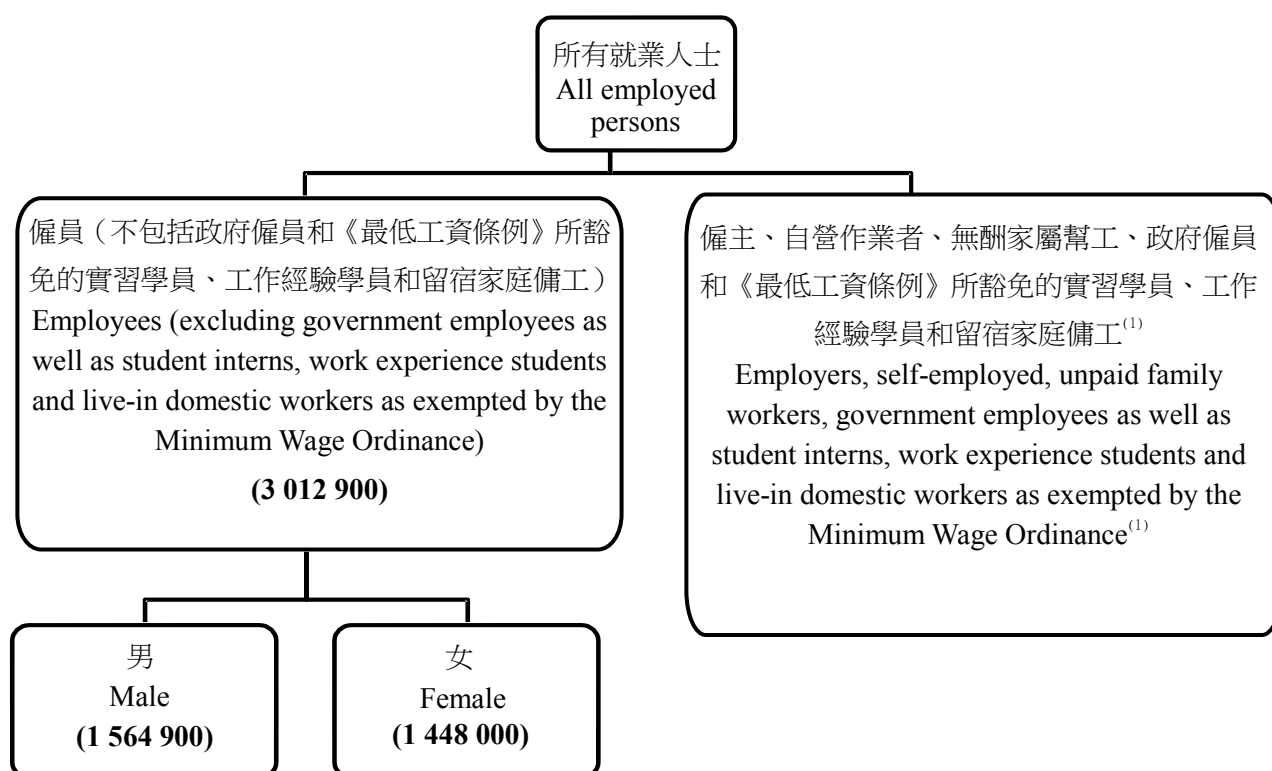 所有就業人士
All employed
persons
僱員（不包括政府僱員和《最低工資條例》所豁
免的實習學員、工作經驗學員和留宿家庭傭工）
Employees (excluding government employees as
well as student interns, work experience students
and live-in domestic workers as exempted by the
Minimum Wage Ordinance)
(3 012 900)
僱主、自營作業者、無酬家屬幫工、政府僱員
和《最低工資條例》所豁免的實習學員、工作
經驗學員和留宿家庭傭工(1)
Employers, self-employed, unpaid family
workers, government employees as well as
student interns, work experience students and
live-in domestic workers as exempted by the
Minimum Wage Ordinance(1)
男
Male
(1 564 900)
女
Female
(1 448 000)